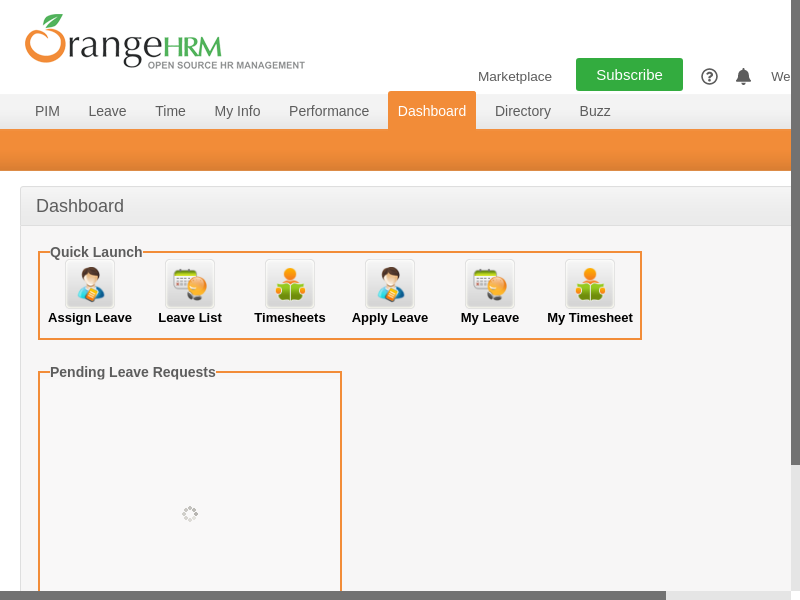 OrangeHRM
OPEN SOURCE HR MANAGEMENT
Marketplace
Subscribe
We
PIM
Leave
Time
My Info
Performance
Dashboard
Directory
Buzz
Dashboard
Quick Launch
Assign Leave
Leave List
Timesheets
Apply Leave
My Leave
My Timesheet
Pending Leave Requests